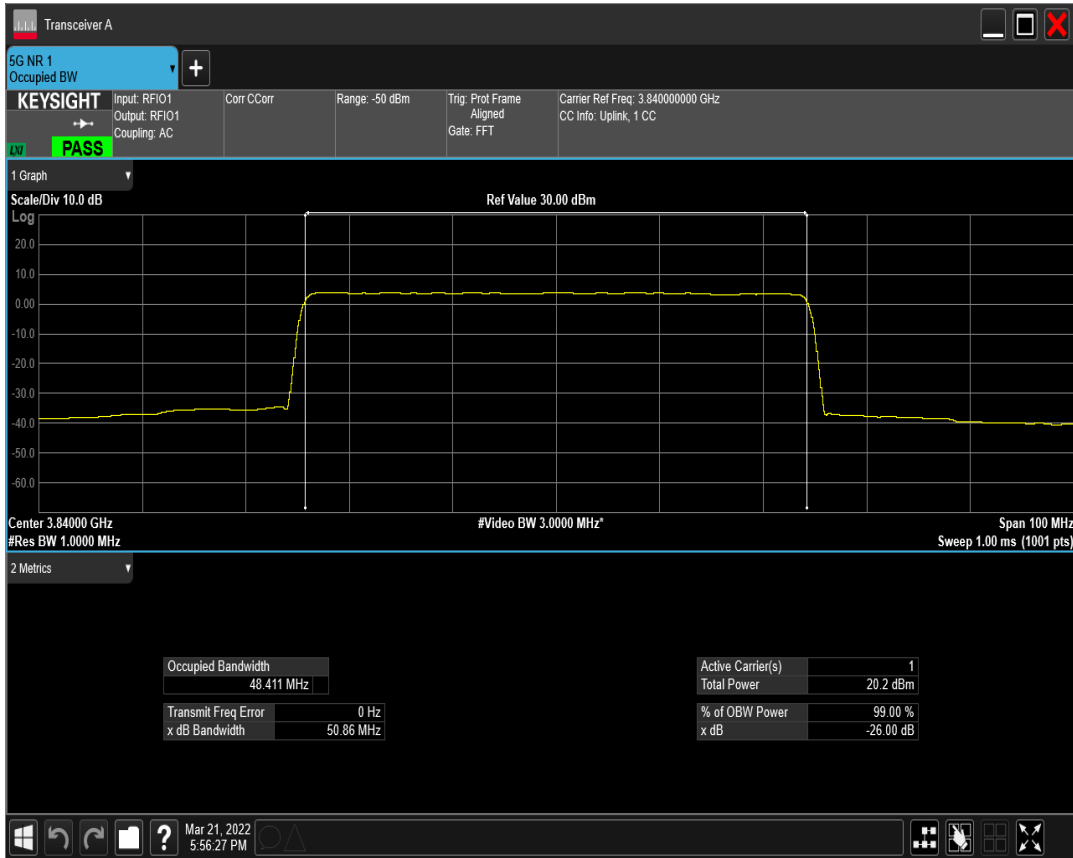 Transceiver A
5G NR 1
Occupied BW
+
KEYSIGHT
LXI
PASS
Input: RFIO1
Output: RFIO1
Coupling: AC
Corr CCorr
Range: -50 dBm
Trig: Prot Frame
Aligned
Gate: FFT
Carrier Ref Freq: 3.840000000 GHz
CC Info: Uplink, 1 CC
1 Graph
Scale/Div 10.0 dB
Ref Value 30.00 dBm
Log
20.0
10.0
0.00
-10.0
-20.0
-30.0
-40.0
-50.0
-60.0
Center 3.84000 GHz
#Video BW 3.0000 MHz*
Span 100 MHz
#Res BW 1.0000 MHz
Sweep 1.00 ms (1001 pts)
2 Metrics
Occupied Bandwidth
48.411 MHz
Transmit Freq Error 0 Hz
x dB Bandwidth 50.86 MHz
Active Carrier(s) 1
Total Power 20.2 dBm
% of OBW Power 99.00 %
x dB -26.00 dB
?
Mar 21, 2022
5:56:27 PM